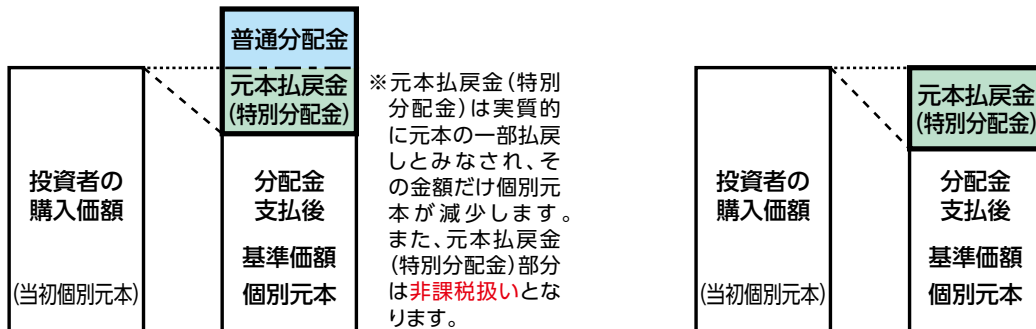 普通分配金
元本払戻金
(特別分配金)
投資者の
購入価額
(当初個別元本)
分配金
支払後
基準価額
個別元本
※元本払戻金(特別
分配金)は実質的
に元本の一部払戻
しとみなされ、そ
の金額だけ個別元
本が減少します。
また、元本払戻金
(特別分配金)部分
は非課税扱いとな
ります。
元本払戻金
(特別分配金)
投資者の
購入価額
(当初個別元本)
分配金
支払後
基準価額
個別元本